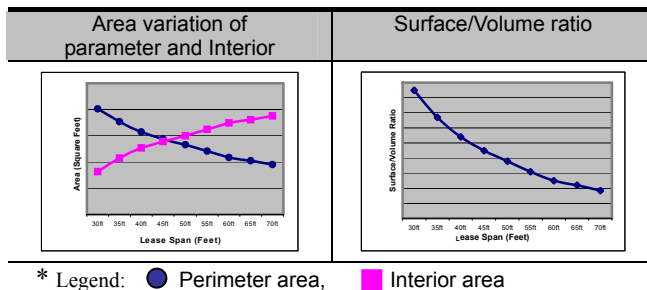 Area variation of
parameter and Interior
Surface/Volume ratio
Area (Square Feet)
30ft 35ft 40ft 45ft 50ft 55ft 60ft 65ft 70ft
Lease Span (Feet)
Surface/Volume Ratio
30ft 35ft 40ft 45ft 50ft 55ft 60ft 65ft 70ft
Lease Span (Feet)
* Legend: Perimeter area, Interior area